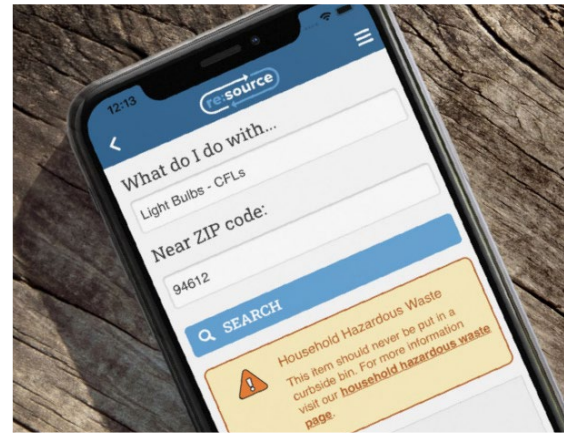 12:13
re:source
What do I do with...
Light Bulbs - CFLs
Near ZIP code:
94612
SEARCH
Household Hazardous Waste
This item should never be put in a
curbside bin. For more information
visit our household hazardous waste
page.